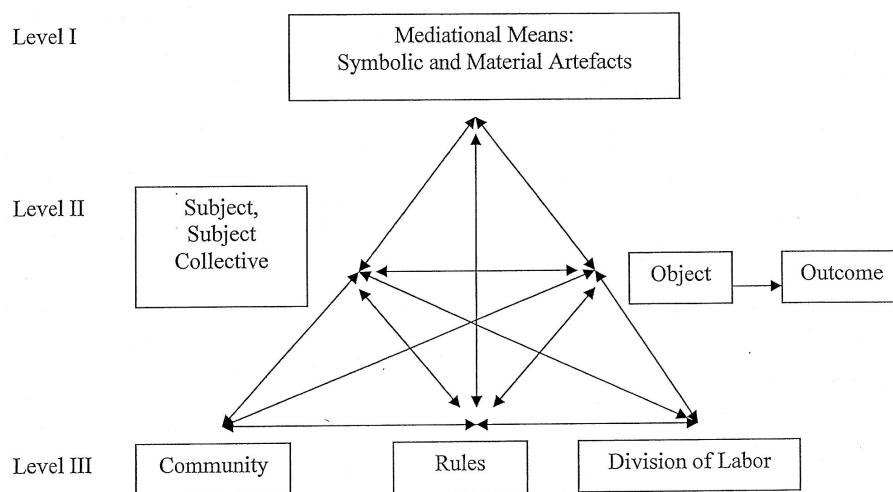 Level I
Mediational Means:
Symbolic and Material Artefacts
Level II
Subject,
Subject
Collective
Object
Outcome
Level III
Community
Rules
Division of Labor